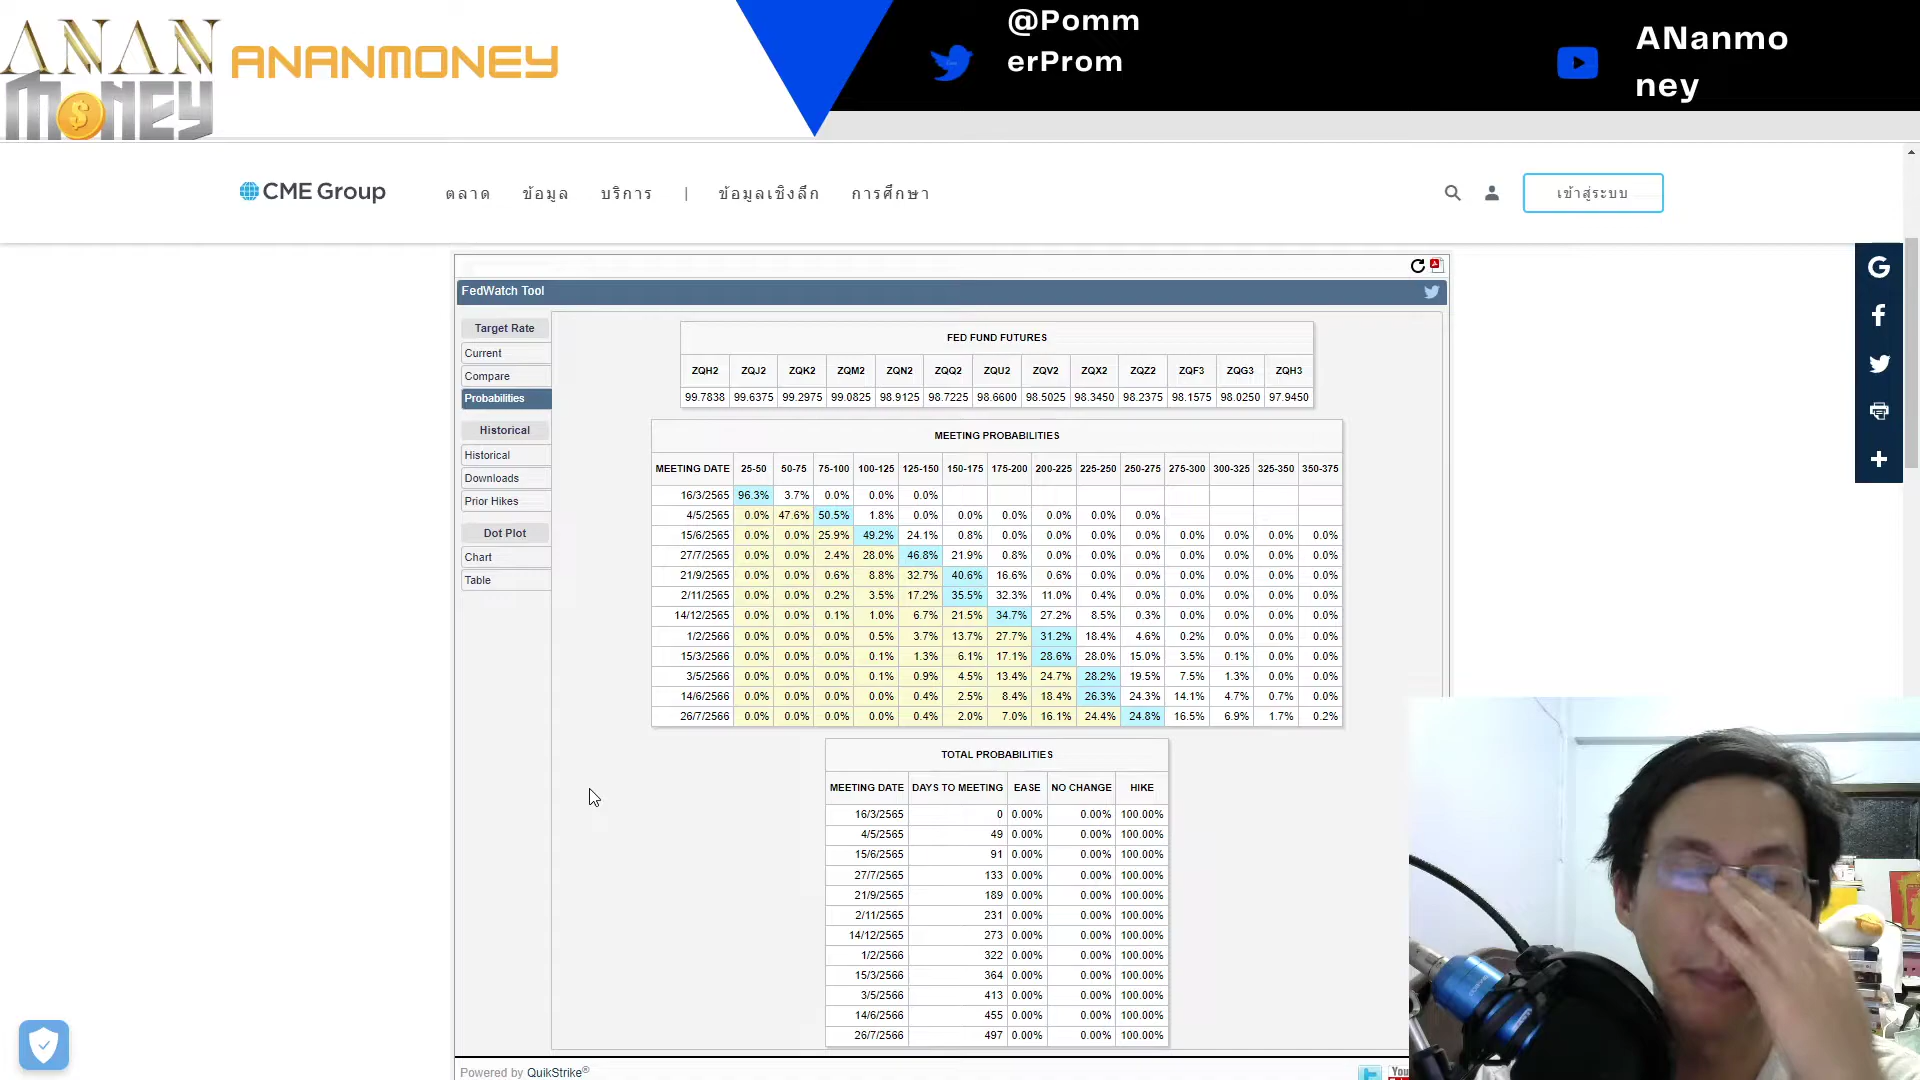 ANAN
MONEY
ANANMONEY
@Pomm
erProm
ANanmo
ney
CME Group
ตลาด ข้อมูล บริการ | ข้อมูลเชิงลึก การศึกษา
เข้าสู่ระบบ
FedWatch Tool
Target Rate
Current
Compare
Probabilities
Historical
Historical
Downloads
Prior Hikes
Dot Plot
Chart
Table
FED FUND FUTURES
ZQH2 ZQJ2 ZQK2 ZQM2 ZQN2 ZQQ2 ZQU2 ZQV2 ZQX2 ZQZ2 ZQF3 ZQG3 ZQH3
99.7838 99.6375 99.2975 99.0825 98.9125 98.7225 98.6600 98.5025 98.3450 98.2375 98.1575 98.0250 97.9450
MEETING PROBABILITIES
MEETING DATE 25-50 50-75 75-100 100-125 125-150 150-175 175-200 200-225 225-250 250-275 275-300 300-325 325-350 350-375
16/3/2565 96.3% 3.7% 0.0% 0.0% 0.0%
4/5/2565 0.0% 47.6% 50.5% 1.8% 0.0% 0.0% 0.0% 0.0% 0.0% 0.0%
15/6/2565 0.0% 0.0% 25.9% 49.2% 24.1% 0.8% 0.0% 0.0% 0.0% 0.0% 0.0% 0.0% 0.0% 0.0%
27/7/2565 0.0% 0.0% 2.4% 28.0% 46.8% 21.9% 0.8% 0.0% 0.0% 0.0% 0.0% 0.0% 0.0% 0.0%
21/9/2565 0.0% 0.0% 0.6% 8.8% 32.7% 40.6% 16.6% 0.6% 0.0% 0.0% 0.0% 0.0% 0.0% 0.0%
2/11/2565 0.0% 0.0% 0.2% 3.5% 17.2% 35.5% 32.3% 11.0% 0.4% 0.0% 0.0% 0.0% 0.0% 0.0%
14/12/2565 0.0% 0.0% 0.1% 1.0% 6.7% 21.5% 34.7% 27.2% 8.5% 0.3% 0.0% 0.0% 0.0% 0.0%
1/2/2566 0.0% 0.0% 0.0% 0.5% 3.7% 13.7% 27.7% 31.2% 18.4% 4.6% 0.2% 0.0% 0.0% 0.0%
15/3/2566 0.0% 0.0% 0.0% 0.1% 1.3% 6.1% 17.1% 28.6% 28.0% 15.0% 3.5% 0.1% 0.0% 0.0%
3/5/2566 0.0% 0.0% 0.0% 0.1% 0.9% 4.5% 13.4% 24.7% 28.2% 19.5% 7.5% 1.3% 0.0% 0.0%
14/6/2566 0.0% 0.0% 0.0% 0.0% 0.4% 2.5% 8.4% 18.4% 26.3% 24.3% 14.1% 4.7% 0.7% 0.0%
26/7/2566 0.0% 0.0% 0.0% 0.0% 0.4% 2.0% 7.0% 16.1% 24.4% 24.8% 16.5% 6.9% 1.7% 0.2%
TOTAL PROBABILITIES
MEETING DATE DAYS TO MEETING EASE NO CHANGE HIKE
16/3/2565 0 0.00% 0.00% 100.00%
4/5/2565 49 0.00% 0.00% 100.00%
15/6/2565 91 0.00% 0.00% 100.00%
27/7/2565 133 0.00% 0.00% 100.00%
21/9/2565 189 0.00% 0.00% 100.00%
2/11/2565 231 0.00% 0.00% 100.00%
14/12/2565 273 0.00% 0.00% 100.00%
1/2/2566 322 0.00% 0.00% 100.00%
15/3/2566 364 0.00% 0.00% 100.00%
3/5/2566 413 0.00% 0.00% 100.00%
14/6/2566 455 0.00% 0.00% 100.00%
26/7/2566 497 0.00% 0.00% 100.00%
Powered by QuikStrike®
You